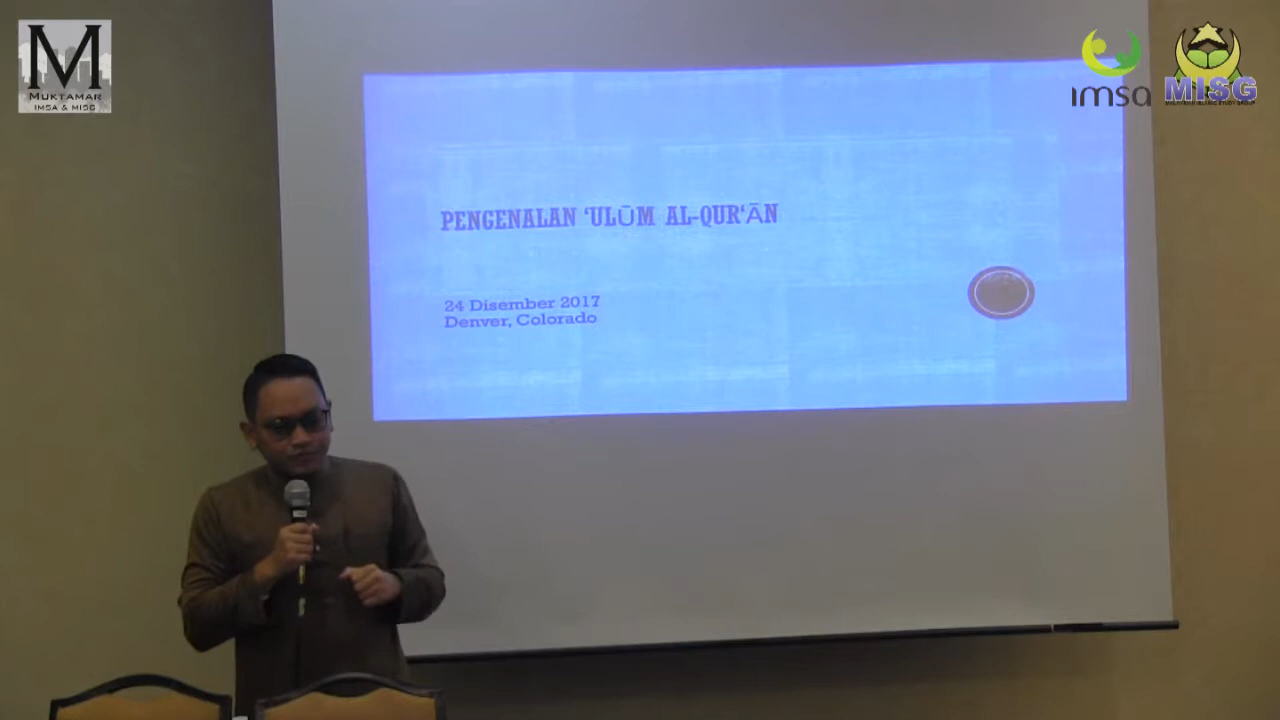 M
MUKTAMAR
IMSA & MISG
imsa
MISG
PENGENALAN ‘ULŪM AL-QUR‘ĀN
24 Disember 2017
Denver, Colorado